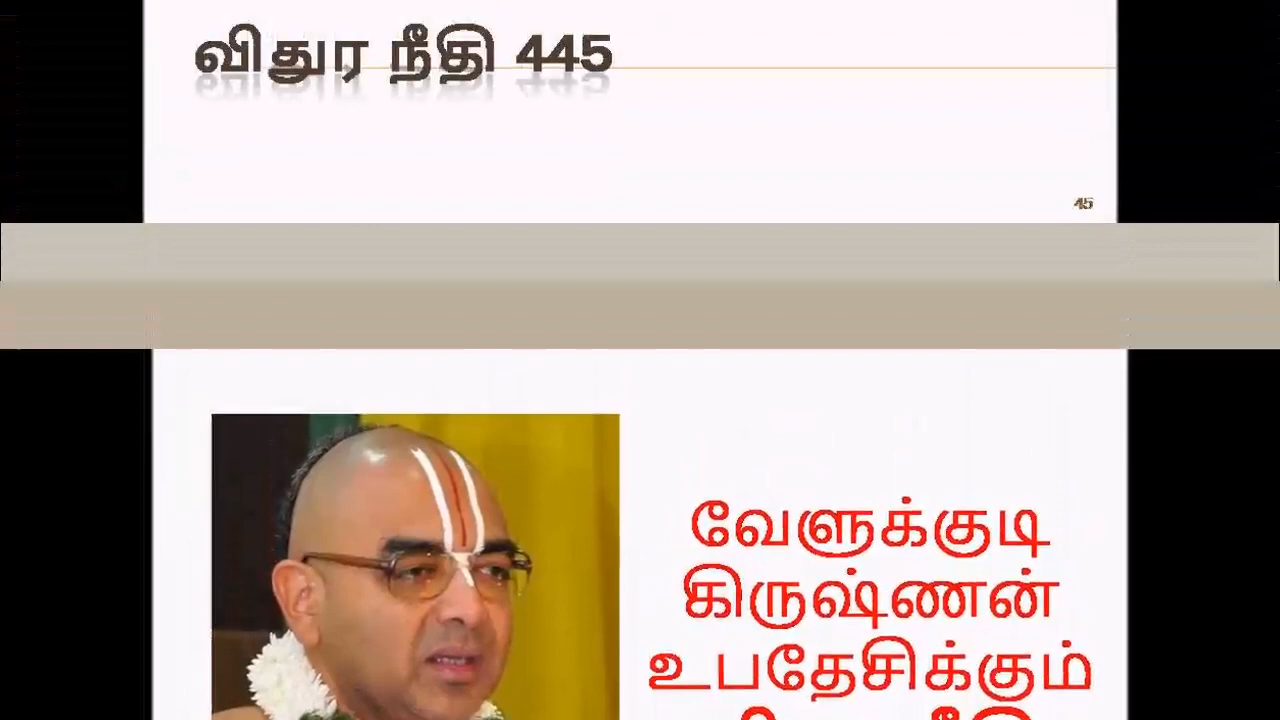 விதுர நீதி 445
45
வேளுக்குடி
கிருஷ்ணன்
உபதேசிக்கும்